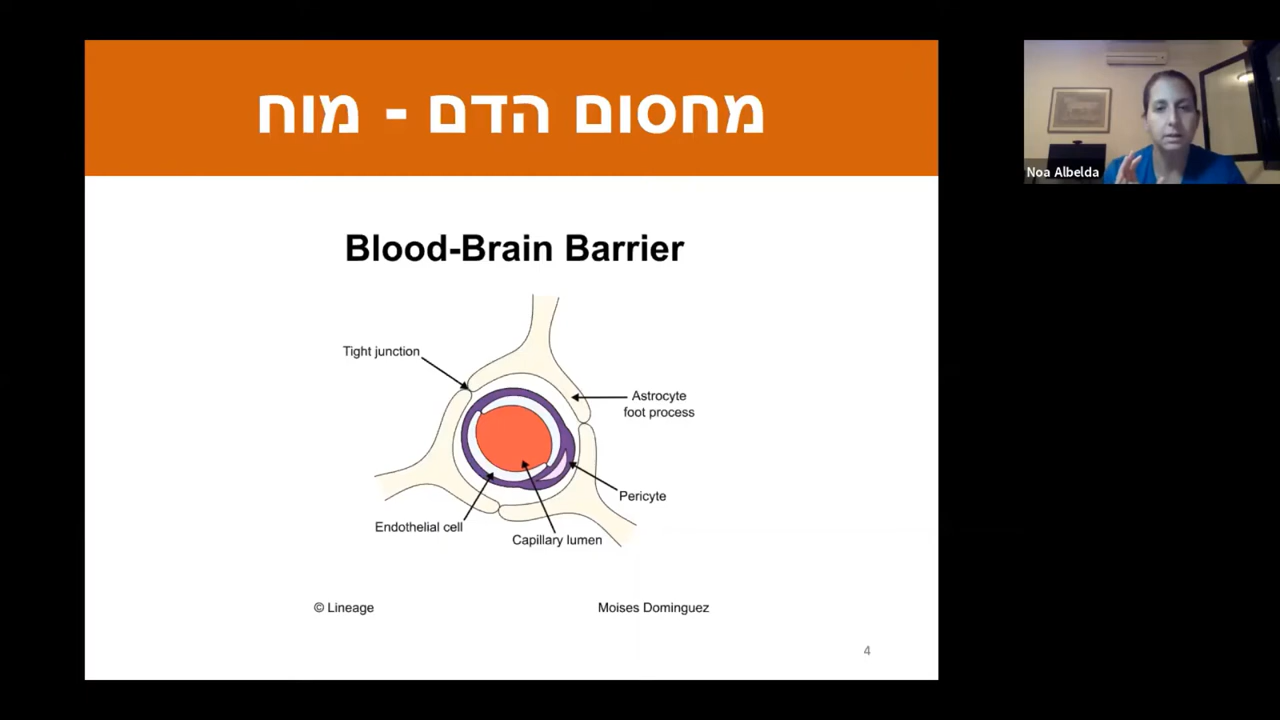 מחסום הדם - מוח
Noa Albelda
Blood-Brain Barrier
Tight junction
Astrocyte
foot process
Pericyte
Endothelial cell
Capillary lumen
© Lineage
Moises Dominguez
4